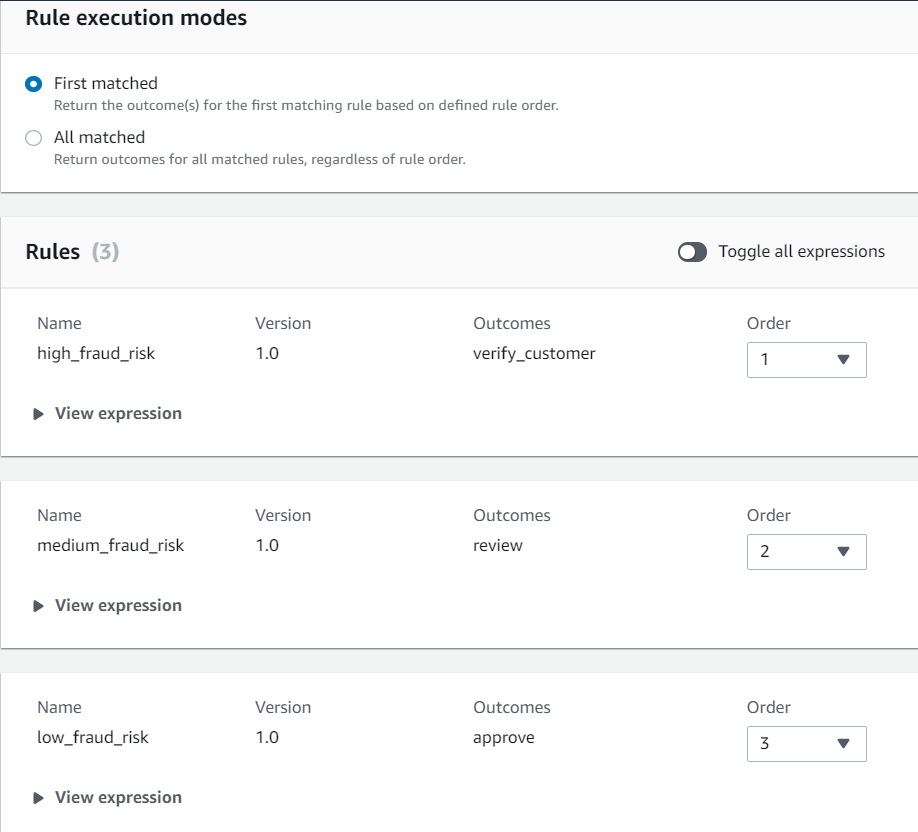 Rule execution modes
First matched
Return the outcome(s) for the first matching rule based on defined rule order.
All matched
Return outcomes for all matched rules, regardless of rule order.
Rules (3) Toggle all expressions
Name Version Outcomes Order
high_fraud_risk 1.0 verify_customer 1
View expression
Name Version Outcomes Order
medium_fraud_risk 1.0 review 2
View expression
Name Version Outcomes Order
low_fraud_risk 1.0 approve 3
View expression